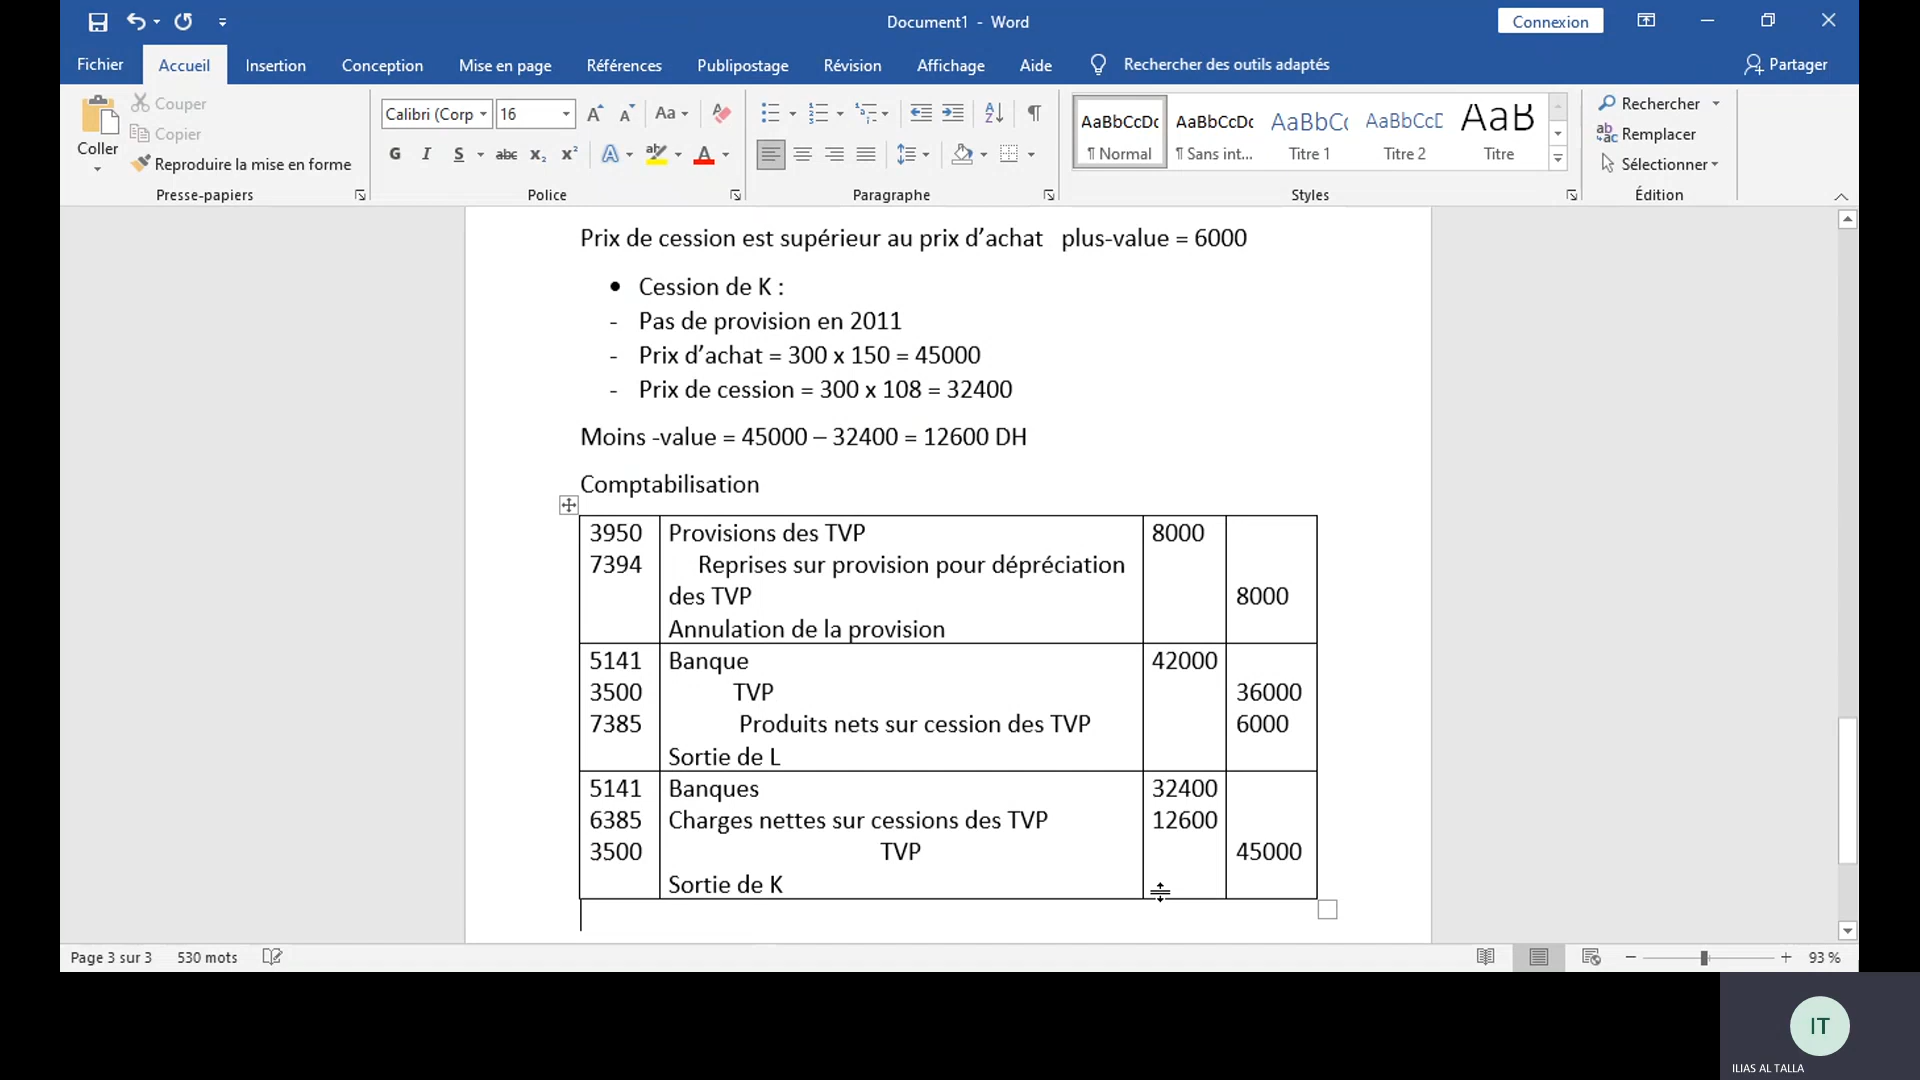 Document1 - Word
Connexion
Fichier
Accueil
Insertion
Conception
Mise en page
Références
Publipostage
Révision
Affichage
Aide
Rechercher des outils adaptés
Partager
Coller
Couper
Copier
Reproduire la mise en forme
Presse-papiers
Calibri (Corp
16
A A Aa
G I S abc x₂ x² A A
Police
Paragraphe
AaBbCcDc
¶ Normal
AaBbCcDc
¶ Sans int...
AaBbCc
Titre 1
AaBbCcD
Titre 2
AaB
Titre
Styles
Rechercher
Remplacer
Sélectionner
Édition
Prix de cession est supérieur au prix d’achat plus-value = 6000
• Cession de K :
- Pas de provision en 2011
- Prix d’achat = 300 x 150 = 45000
- Prix de cession = 300 x 108 = 32400
Moins -value = 45000 – 32400 = 12600 DH
Comptabilisation
3950 Provisions des TVP 8000
7394 Reprises sur provision pour dépréciation
des TVP 8000
Annulation de la provision
5141 Banque 42000
3500 TVP 36000
7385 Produits nets sur cession des TVP 6000
Sortie de L
5141 Banques 32400
6385 Charges nettes sur cessions des TVP 12600
3500 TVP 45000
Sortie de K
Page 3 sur 3 530 mots
93 %
IT
ILIAS AL TALLA